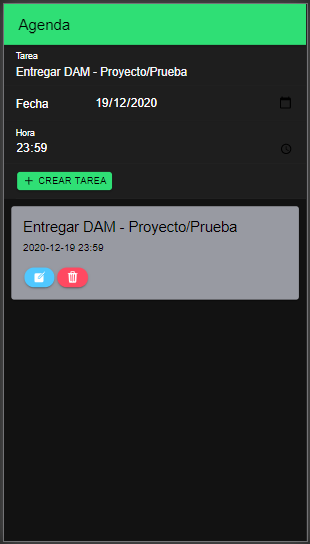 Agenda
Tarea
Entregar DAM - Proyecto/Prueba
Fecha 19/12/2020
Hora
23:59
+ CREAR TAREA
Entregar DAM - Proyecto/Prueba
2020-12-19 23:59